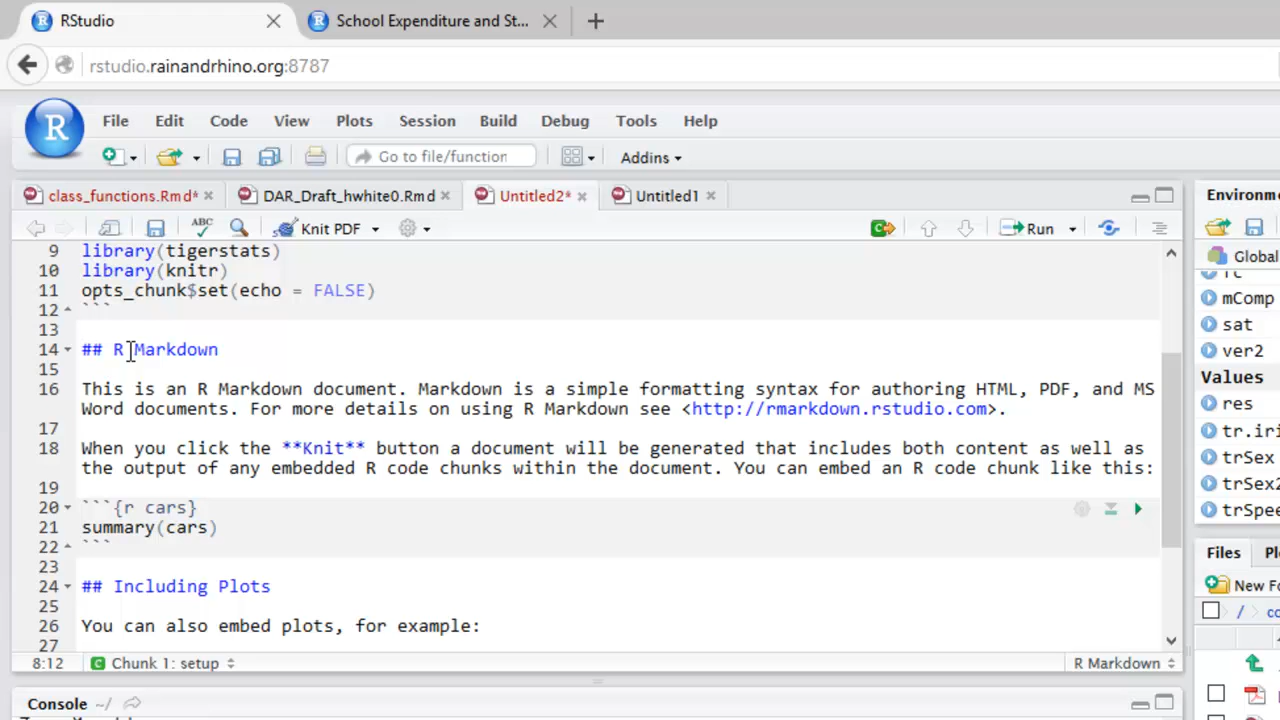 RStudio
School Expenditure and St...
rstudio.rainandrhino.org:8787
R
File Edit Code View Plots Session Build Debug Tools Help
Go to file/function
Addins
class_functions.Rmd* DAR_Draft_hwhite0.Rmd Untitled2* Untitled1
ABC Knit PDF Run
9 library(tigerstats)
10 library(knitr)
11 opts_chunk$set(echo = FALSE)
12 ```
13
14 ## R Markdown
15
16 This is an R Markdown document. Markdown is a simple formatting syntax for authoring HTML, PDF, and MS
Word documents. For more details on using R Markdown see <http://rmarkdown.rstudio.com>.
17
18 When you click the **Knit** button a document will be generated that includes both content as well as
the output of any embedded R code chunks within the document. You can embed an R code chunk like this:
19
20 ```{r cars}
21 summary(cars)
22 ```
23
24 ## Including Plots
25
26 You can also embed plots, for example:
27
8:12 C Chunk 1: setup R Markdown
Console ~/
Environme
Global
mComp
sat
ver2
Values
res
tr.iri
trSex
trSex2
trSpee
Files Pl
New Fo
/ co